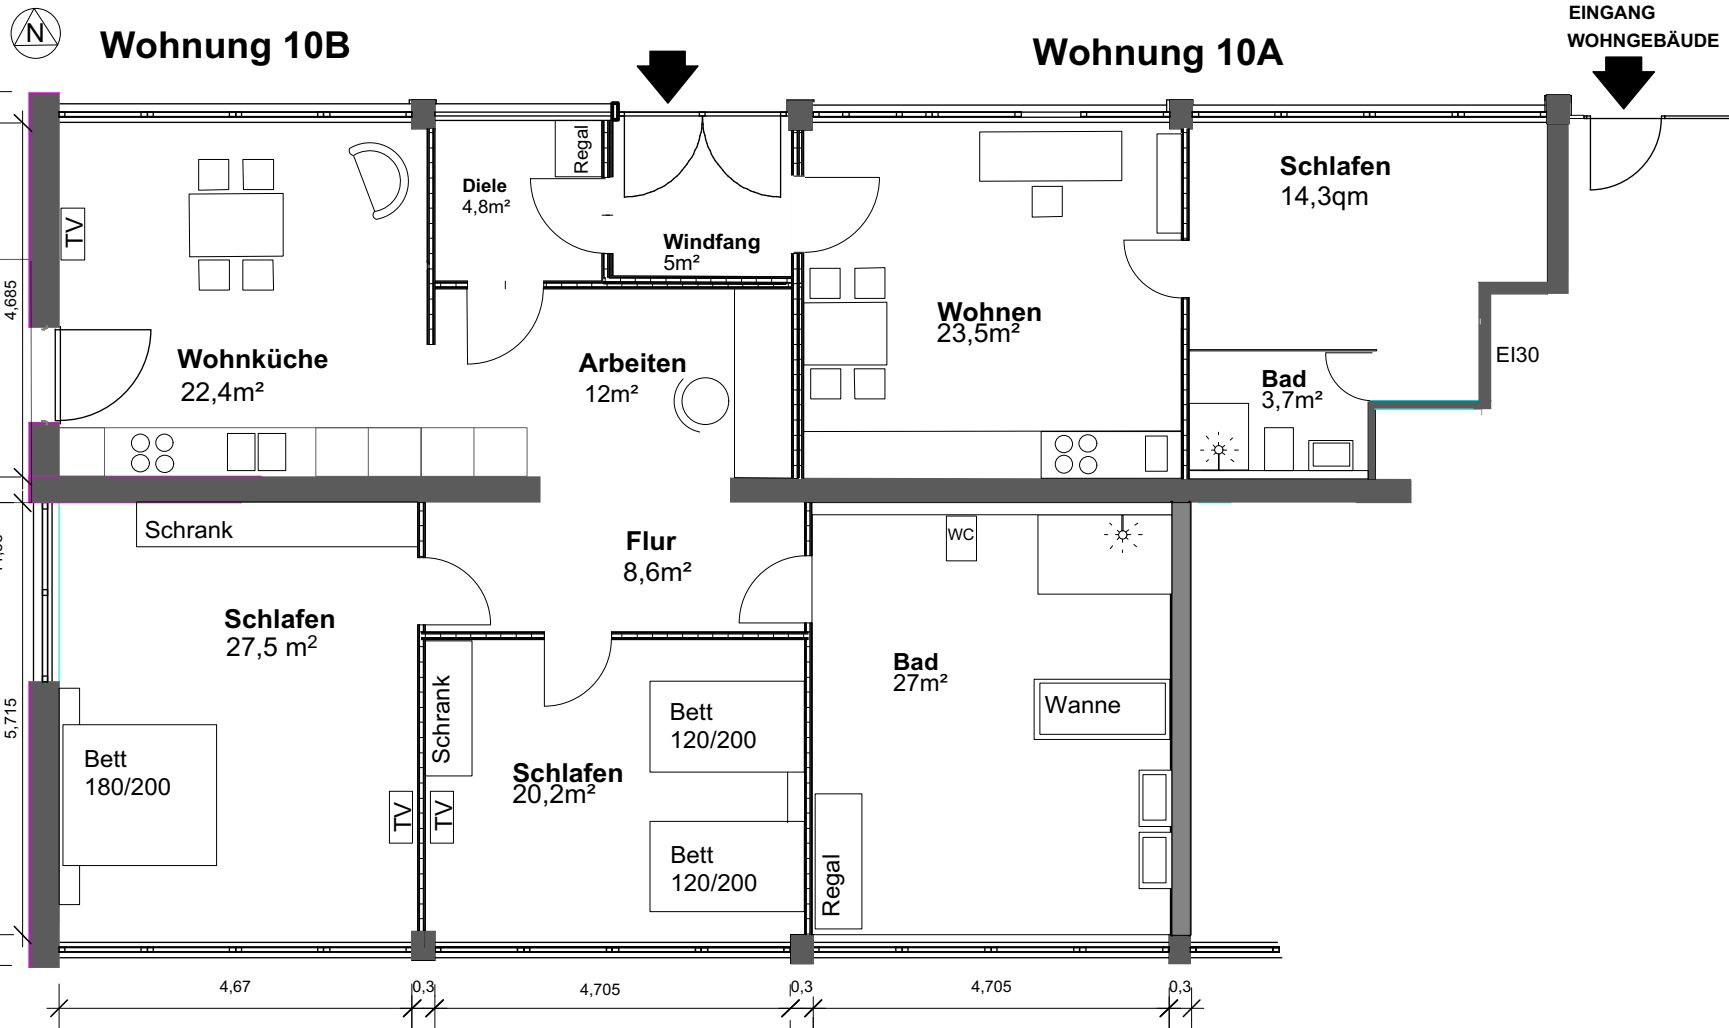 N
Wohnung 10B
Wohnung 10A
EINGANG
WOHNGEBÄUDE
Regal
Diele
4,8m²
Windfang
5m²
TV
Schlafen
14,3qm
4,685
Wohnküche
22,4m²
Arbeiten
12m²
Wohnen
23,5m²
EI30
Bad
3,7m²
Schrank
Flur
8,6m²
WC
Schlafen
27,5 m²
Bad
27m²
5,715
Bett
180/200
Schrank
TV
TV
Schlafen
20,2m²
Bett
120/200
Bett
120/200
Wanne
Regal
4,67
0,3
4,705
0,3
4,705
0,3